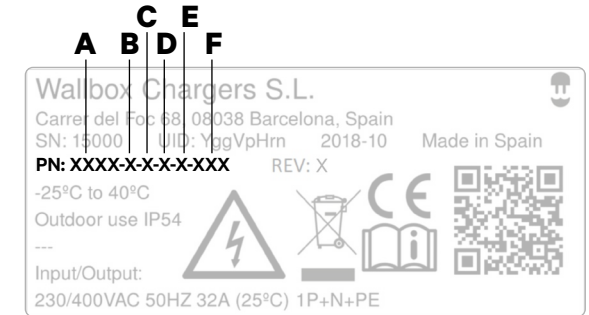 C E
A B D F
Wallbox Chargers S.L.
Carrer del Foc 68, 08038 Barcelona, Spain
SN: 15000 UID: YggVpHrn 2018-10 Made in Spain
PN: XXXX-X-X-X-X-XXX REV: X
-25ºC to 40ºC
Outdoor use IP54
---
Input/Output:
230/400VAC 50HZ 32A (25ºC) 1P+N+PE
CE
i